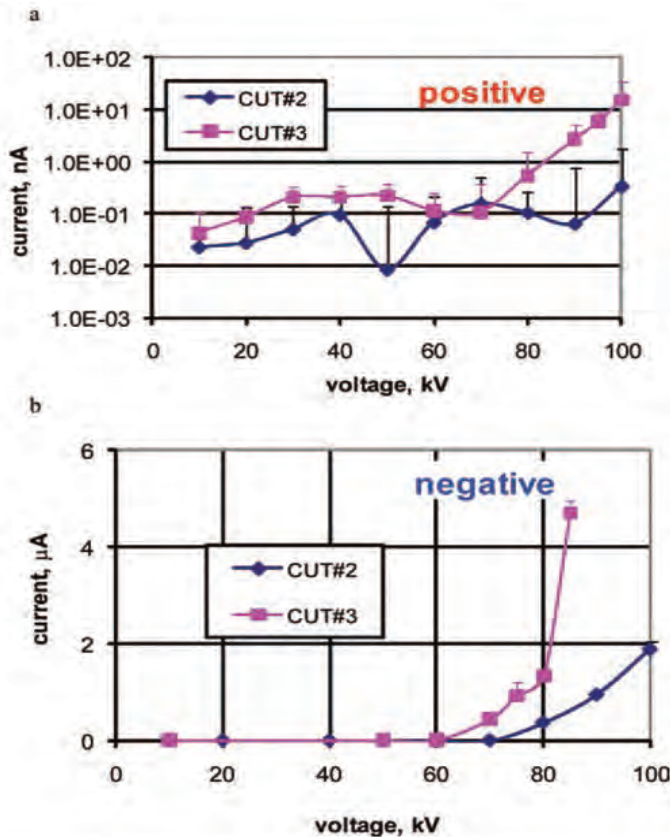 a
1.0E+02
1.0E+01
1.0E+00
1.0E-01
1.0E-02
1.0E-03
current, nA
CUT#2
CUT#3
positive
0 20 40 60 80 100
voltage, kV
b
6
4
2
0
current, μA
negative
CUT#2
CUT#3
0 20 40 60 80 100
voltage, kV